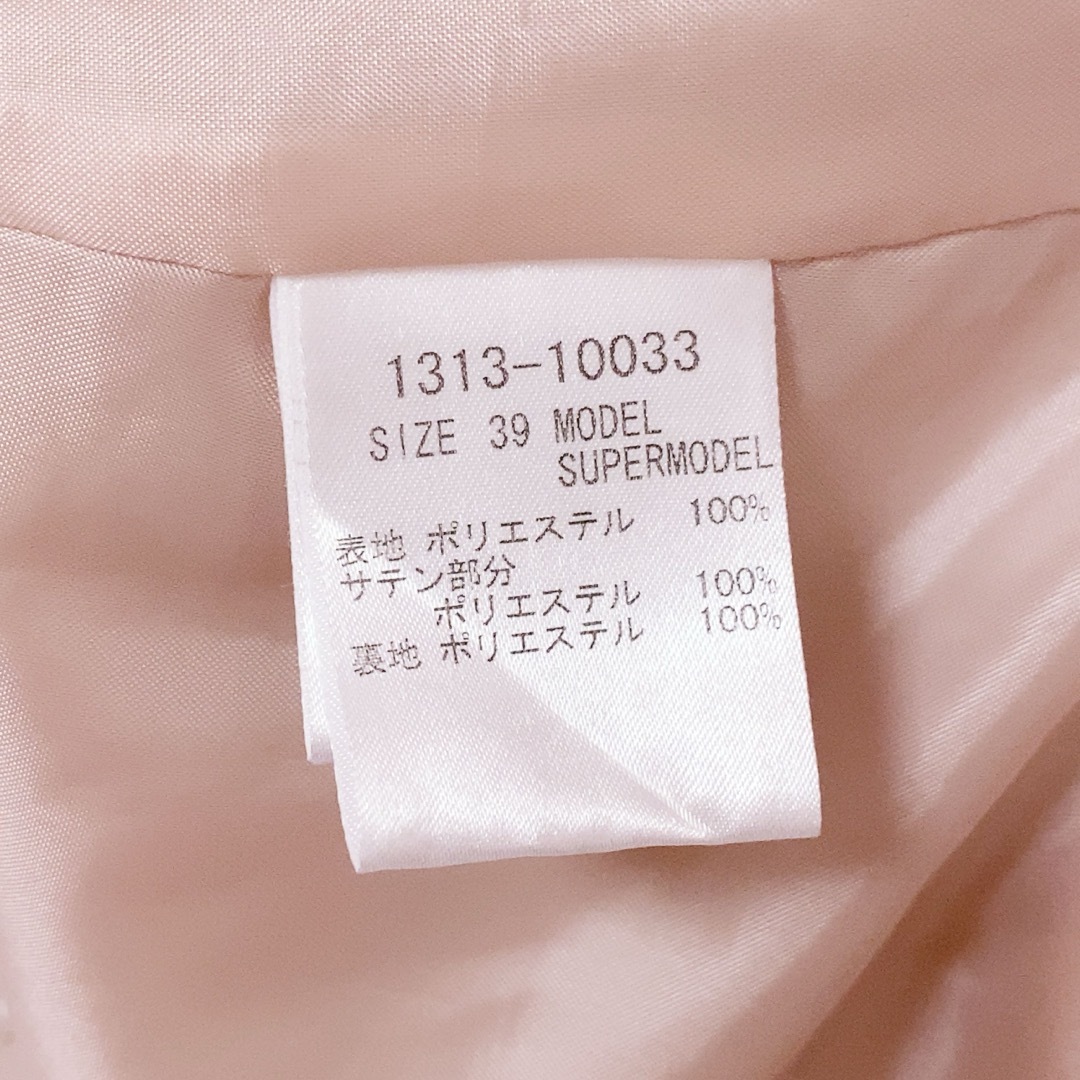 1313-10033
SIZE 39 MODEL
SUPERMODEL
表地 ポリエステル 100%
サテン部分
ポリエステル 100%
裏地 ポリエステル 100%